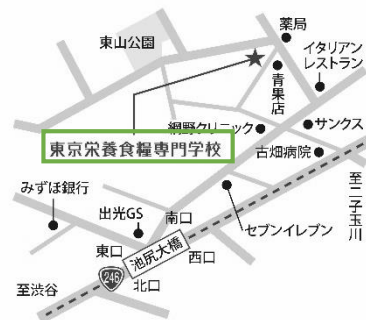 薬局
東山公園
イタリアン
レストラン
青果店
網野クリニック
サンクス
東京栄養食糧専門学校
古畑病院
みずほ銀行
至二子玉川
出光GS
南口
セブンイレブン
東口
池尻大橋
西口
246
北口
至渋谷